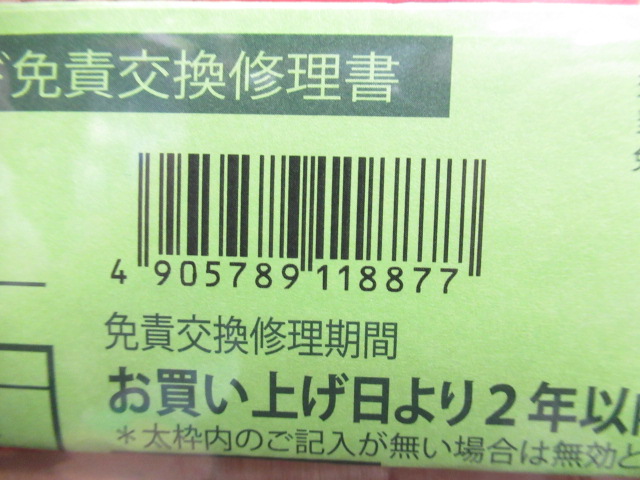 免責交換修理書
4 905789 118877
免責交換修理期間
お買い上げ日より2年以内
*太枠内のご記入が無い場合は無効と